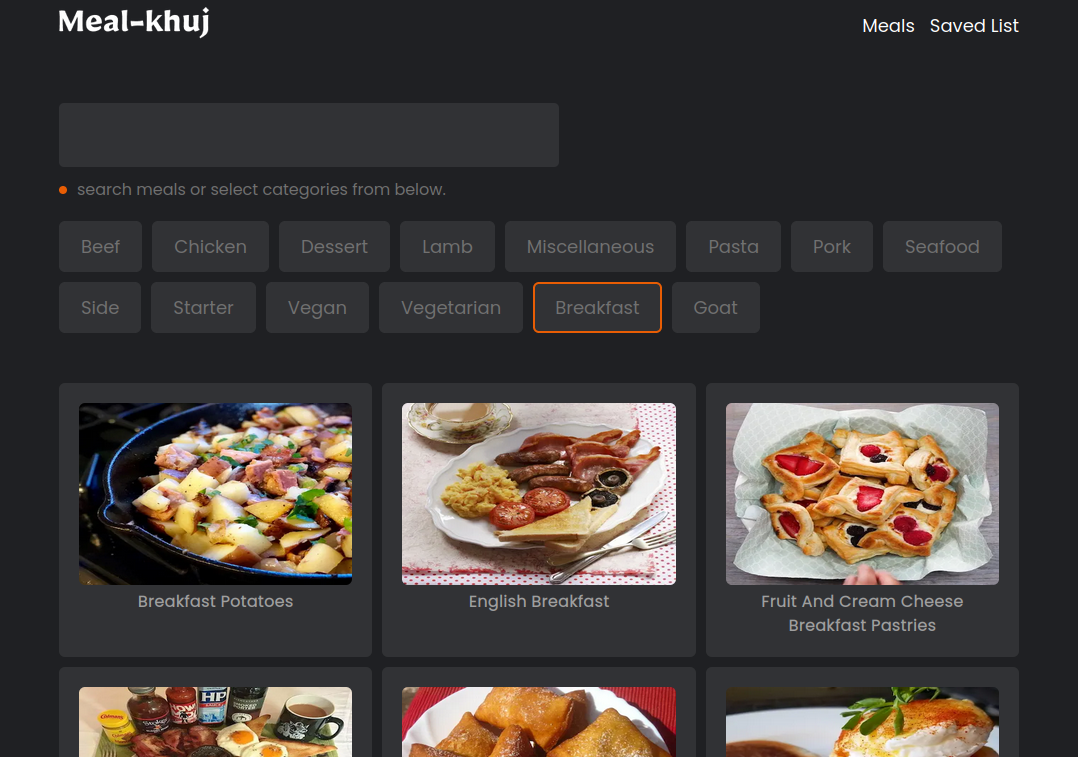 Meal-khuj
Meals Saved List
search meals or select categories from below.
Beef Chicken Dessert Lamb Miscellaneous Pasta Pork Seafood
Side Starter Vegan Vegetarian Breakfast Goat
Breakfast Potatoes
English Breakfast
Fruit And Cream Cheese
Breakfast Pastries
HP